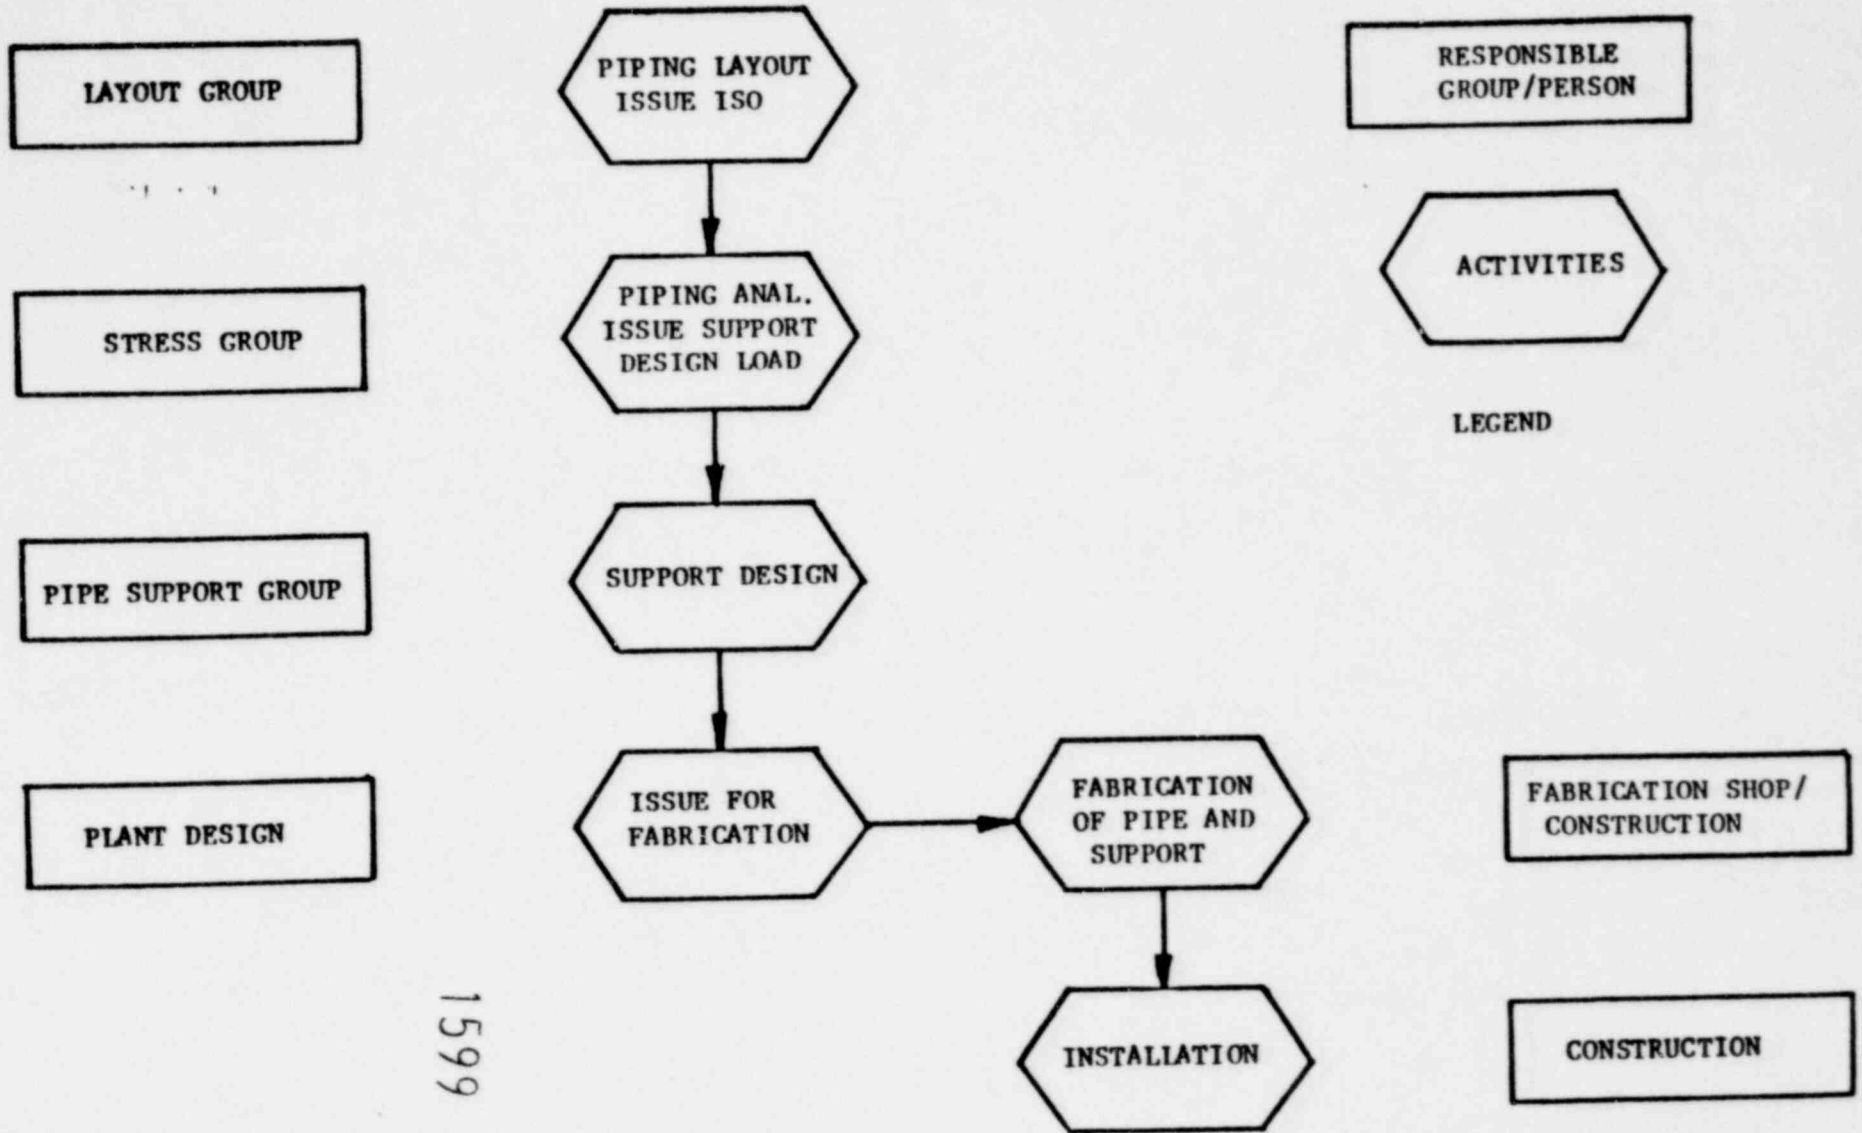 LAYOUT GROUP
PIPING LAYOUT
ISSUE ISO
RESPONSIBLE
GROUP/PERSON
ACTIVITIES
LEGEND
STRESS GROUP
PIPING ANAL.
ISSUE SUPPORT
DESIGN LOAD
PIPE SUPPORT GROUP
SUPPORT DESIGN
PLANT DESIGN
ISSUE FOR
FABRICATION
FABRICATION
OF PIPE AND
SUPPORT
FABRICATION SHOP/
CONSTRUCTION
INSTALLATION
CONSTRUCTION
1599